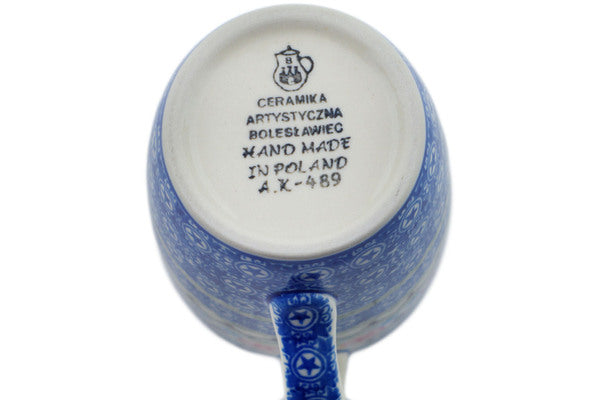 B
CERAMIKA
ARTYSTYCZNA
BOLESŁAWIEC
HAND MADE
IN POLAND
A.K-489